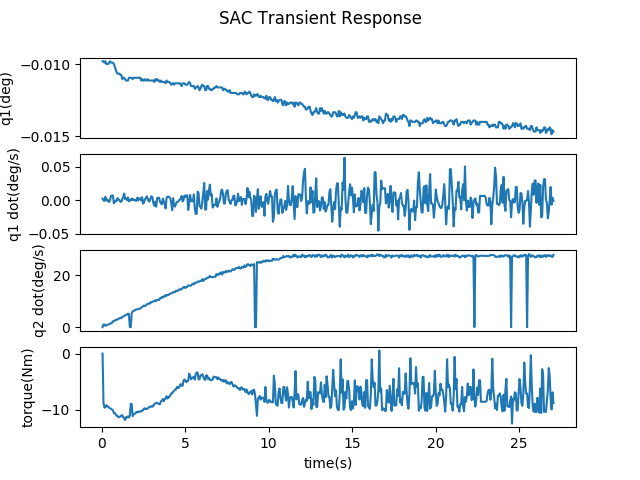 SAC Transient Response
q1(deg)
−0.010
−0.015
q1 dot(deg/s)
0.05
0.00
−0.05
q2 dot(deg/s)
20
0
torque(Nm)
0
−10
0 5 10 15 20 25
time(s)